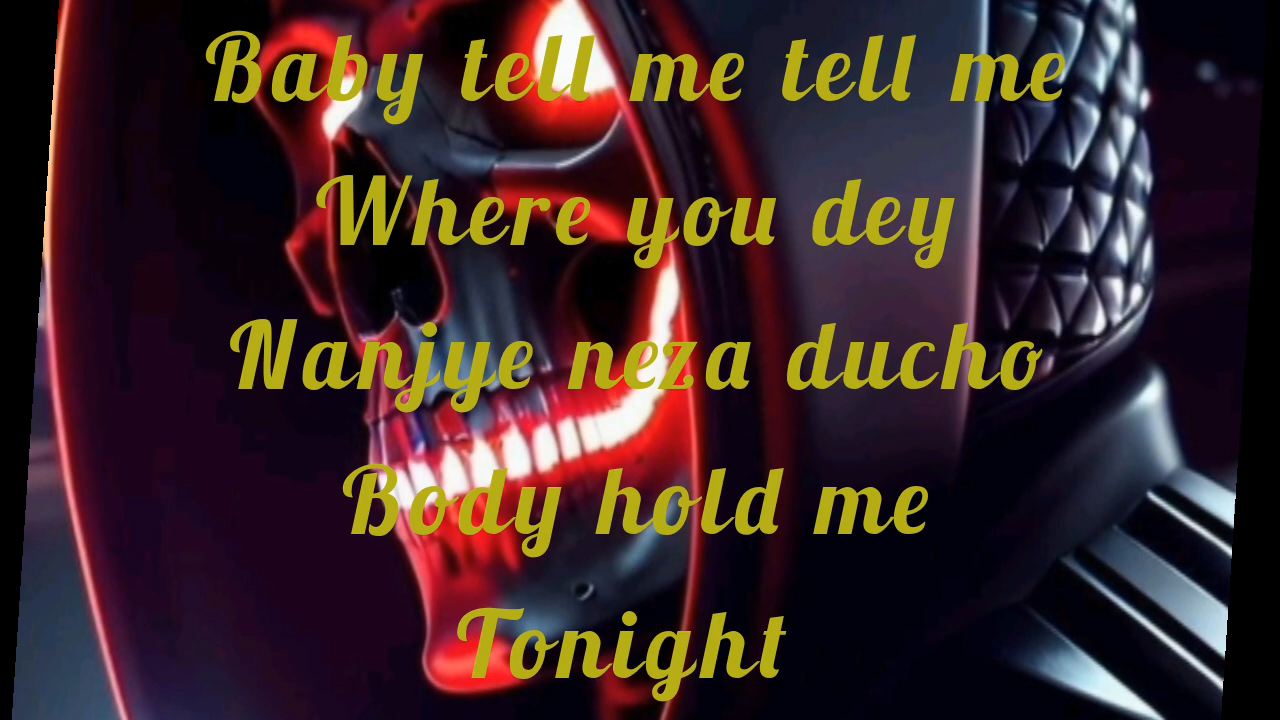 Baby tell me tell me
Where you dey
Nanjye neza ducho
Body hold me
Tonight